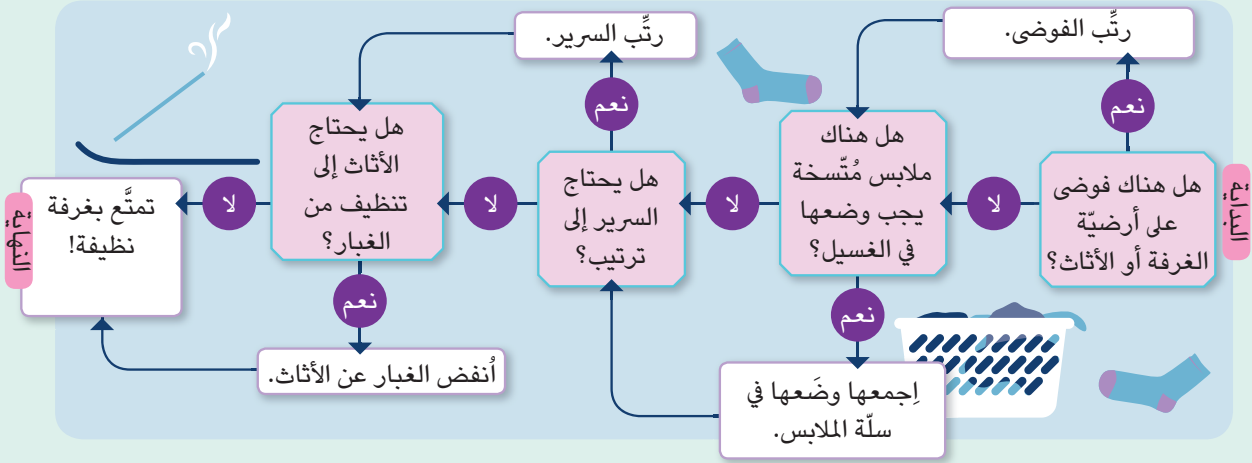 البداية
هل هناك فوضى
على أرضيّة
الغرفة أو الأثاث؟
نعم
رتِّب الفوضى.
لا
هل هناك
ملابس مُتّسخة
يجب وضعها
في الغسيل؟
نعم
اِجمعها وضَعها في
سلّة الملابس.
لا
هل يحتاج
السرير إلى
ترتيب؟
نعم
رتِّب السرير.
لا
هل يحتاج
الأثاث إلى
تنظيف من
الغبار؟
نعم
اُنفض الغبار عن الأثاث.
لا
تمتَّع بغرفة
نظيفة!
النهاية